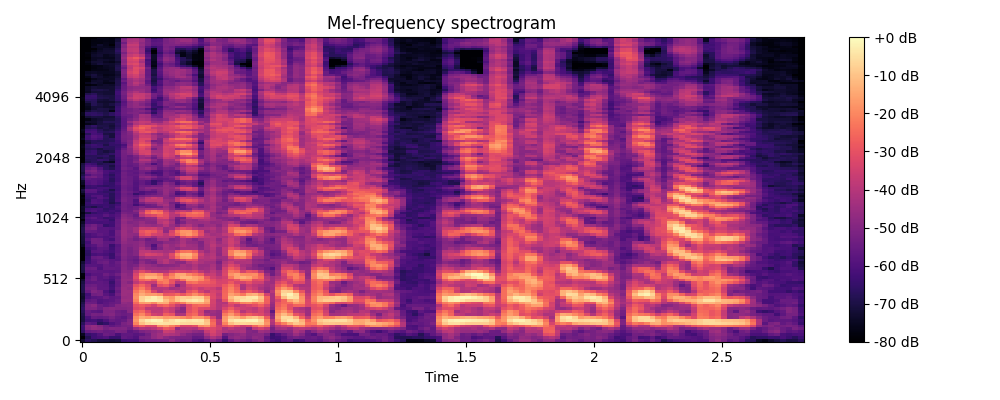 Mel-frequency spectrogram
+0 dB
-10 dB
-20 dB
-30 dB
-40 dB
-50 dB
-60 dB
-70 dB
-80 dB
4096
2048
1024
512
0
Hz
0
0.5
1
1.5
2
2.5
Time